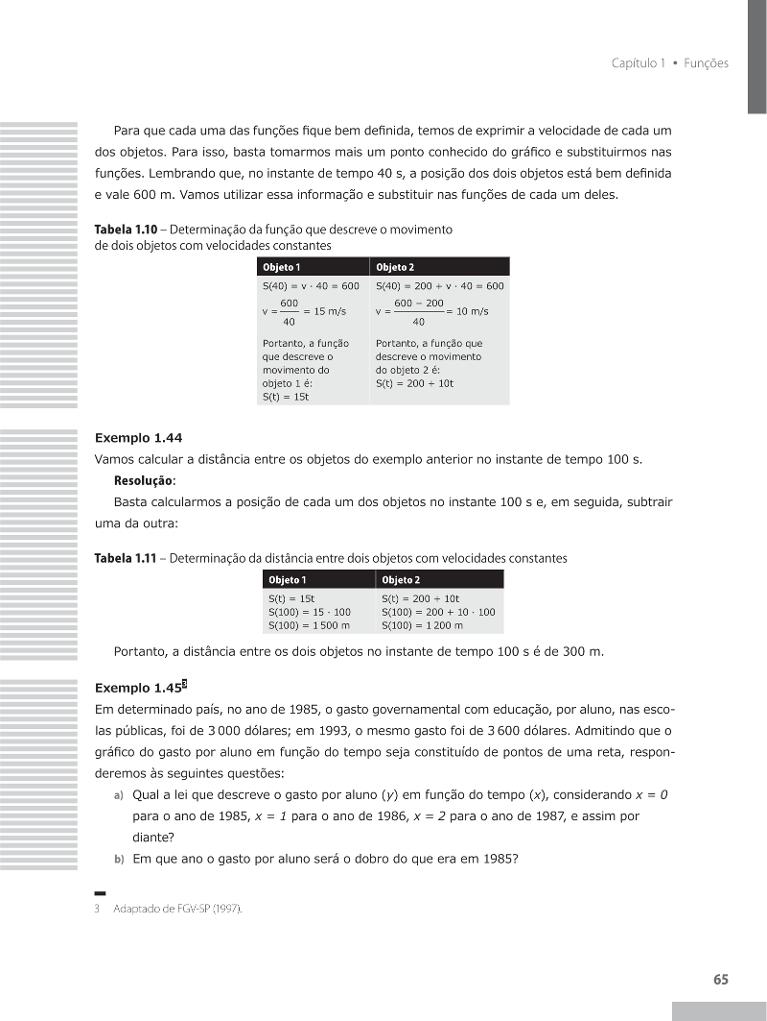 Capítulo 1 • Funções
Para que cada uma das funções fique bem definida, temos de exprimir a velocidade de cada um
dos objetos. Para isso, basta tomarmos mais um ponto conhecido do gráfico e substituirmos nas
funções. Lembrando que, no instante de tempo 40 s, a posição dos dois objetos está bem definida
e vale 600 m. Vamos utilizar essa informação e substituir nas funções de cada um deles.
Tabela 1.10 – Determinação da função que descreve o movimento
de dois objetos com velocidades constantes
Objeto 1
S(40) = v · 40 = 600
v = 600/40 = 15 m/s
Portanto, a função
que descreve o
movimento do
objeto 1 é:
S(t) = 15t
Objeto 2
S(40) = 200 + v · 40 = 600
v = 600 − 200/40 = 10 m/s
Portanto, a função que
descreve o movimento
do objeto 2 é:
S(t) = 200 + 10t
Exemplo 1.44
Vamos calcular a distância entre os objetos do exemplo anterior no instante de tempo 100 s.
Resolução:
Basta calcularmos a posição de cada um dos objetos no instante 100 s e, em seguida, subtrair
uma da outra:
Tabela 1.11 – Determinação da distância entre dois objetos com velocidades constantes
Objeto 1
S(t) = 15t
S(100) = 15 · 100
S(100) = 1 500 m
Objeto 2
S(t) = 200 + 10t
S(100) = 200 + 10 · 100
S(100) = 1 200 m
Portanto, a distância entre os dois objetos no instante de tempo 100 s é de 300 m.
Exemplo 1.45³
Em determinado país, no ano de 1985, o gasto governamental com educação, por aluno, nas esco-
las públicas, foi de 3 000 dólares; em 1993, o mesmo gasto foi de 3 600 dólares. Admitindo que o
gráfico do gasto por aluno em função do tempo seja constituído de pontos de uma reta, respon-
deremos às seguintes questões:
a) Qual a lei que descreve o gasto por aluno (y) em função do tempo (x), considerando x = 0
para o ano de 1985, x = 1 para o ano de 1986, x = 2 para o ano de 1987, e assim por
diante?
b) Em que ano o gasto por aluno será o dobro do que era em 1985?
3 Adaptado de FGV-SP (1997).
65